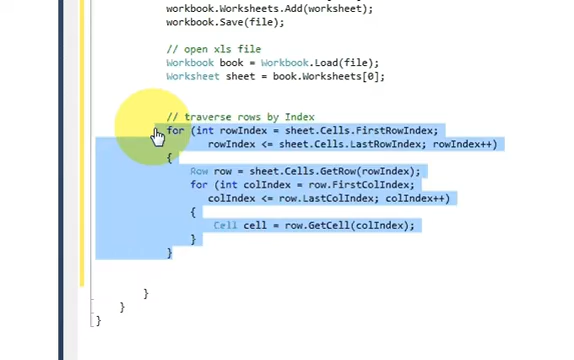 workbook.Worksheets.Add(worksheet);
workbook.Save(file);
// open xls file
Workbook book = Workbook.Load(file);
Worksheet sheet = book.Worksheets[0];
// traverse rows by Index
for (int rowIndex = sheet.Cells.FirstRowIndex;
rowIndex <= sheet.Cells.LastRowIndex; rowIndex++)
{
Row row = sheet.Cells.GetRow(rowIndex);
for (int colIndex = row.FirstColIndex;
colIndex <= row.LastColIndex; colIndex++)
{
Cell cell = row.GetCell(colIndex);
}
}
}
}
}